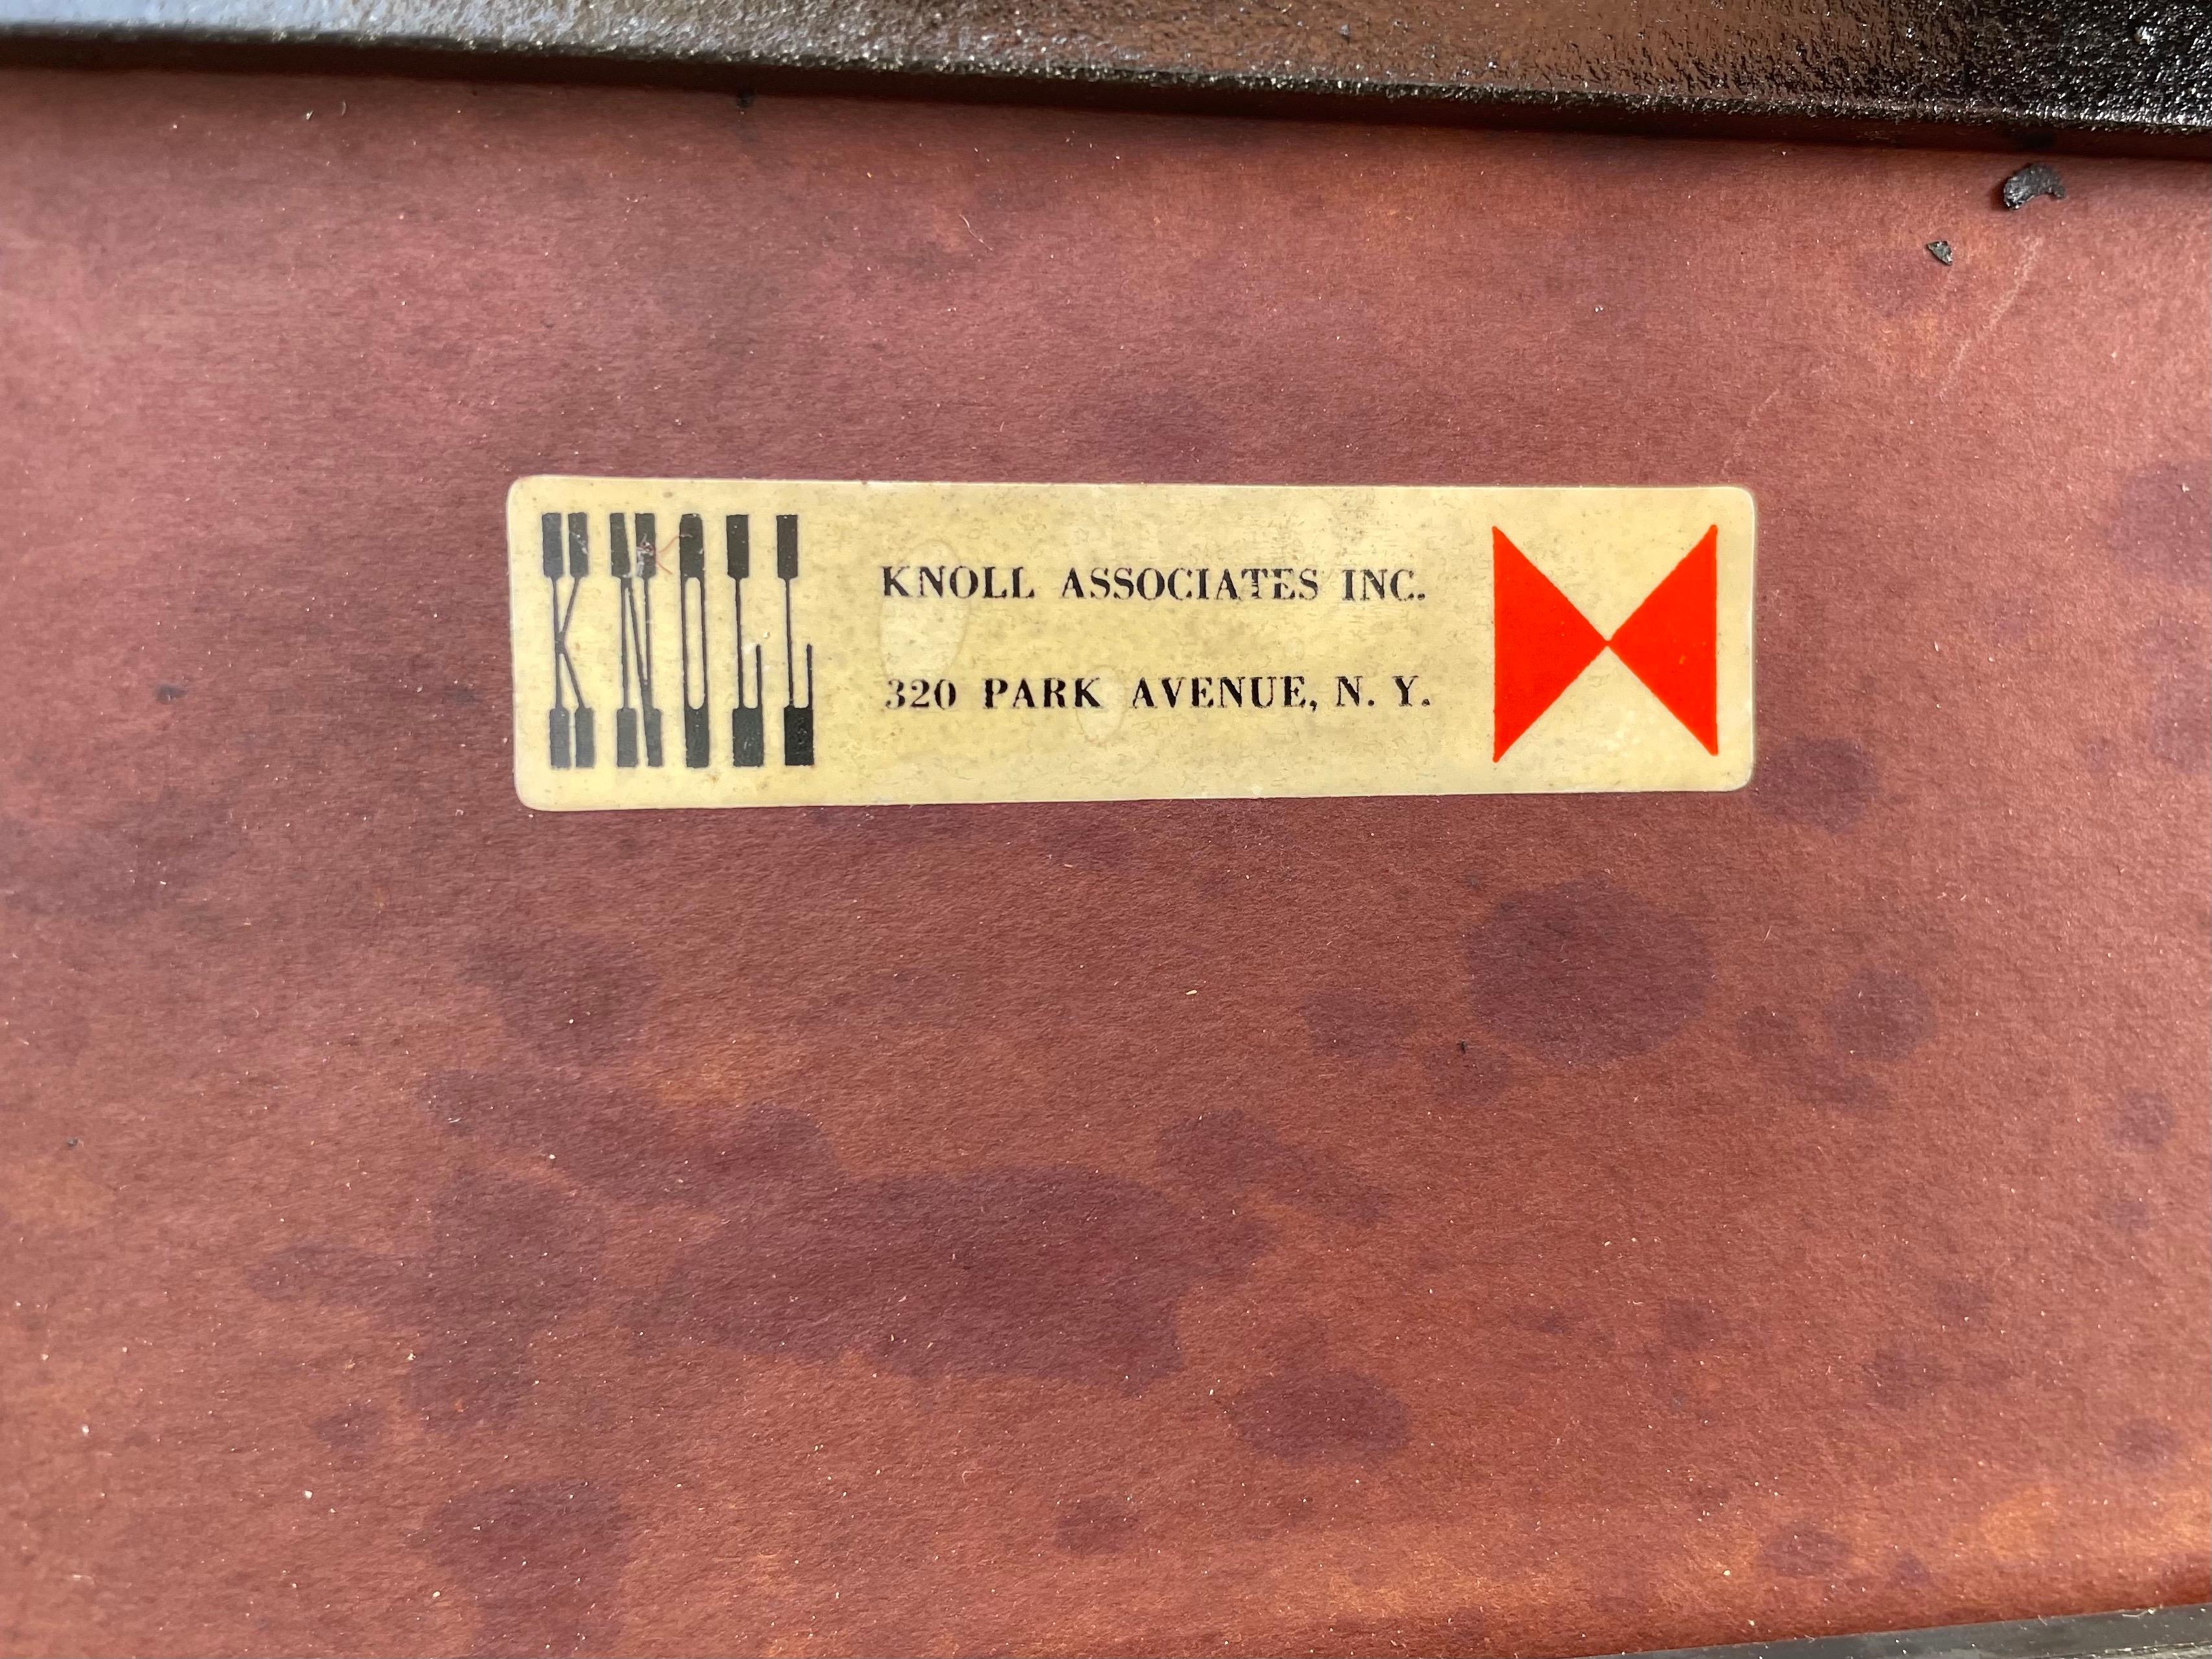 KNOLL
KNOLL ASSOCIATES INC.
320 PARK AVENUE, N. Y.